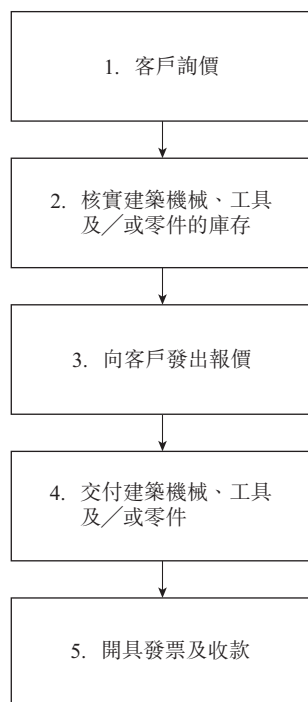 1. 客戶詢價
2. 核實建築機械、工具
及╱或零件的庫存
3. 向客戶發出報價
4. 交付建築機械、工具
及╱或零件
5. 開具發票及收款